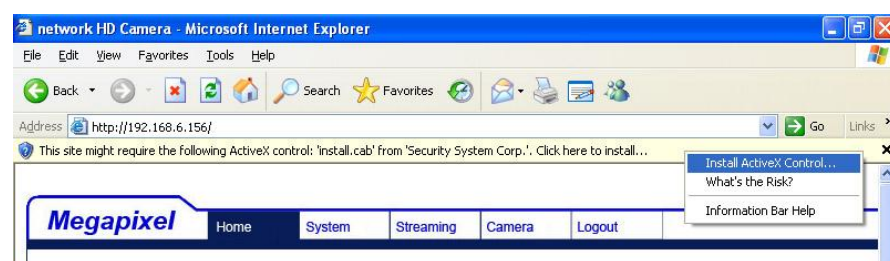 network HD Camera - Microsoft Internet Explorer
File Edit View Favorites Tools Help
Back Search Favorites
Address http://192.168.6.156/ Go Links
This site might require the following ActiveX control: 'install.cab' from 'Security System Corp.'. Click here to install...
Install ActiveX Control...
What's the Risk?
Information Bar Help
Megapixel Home System Streaming Camera Logout